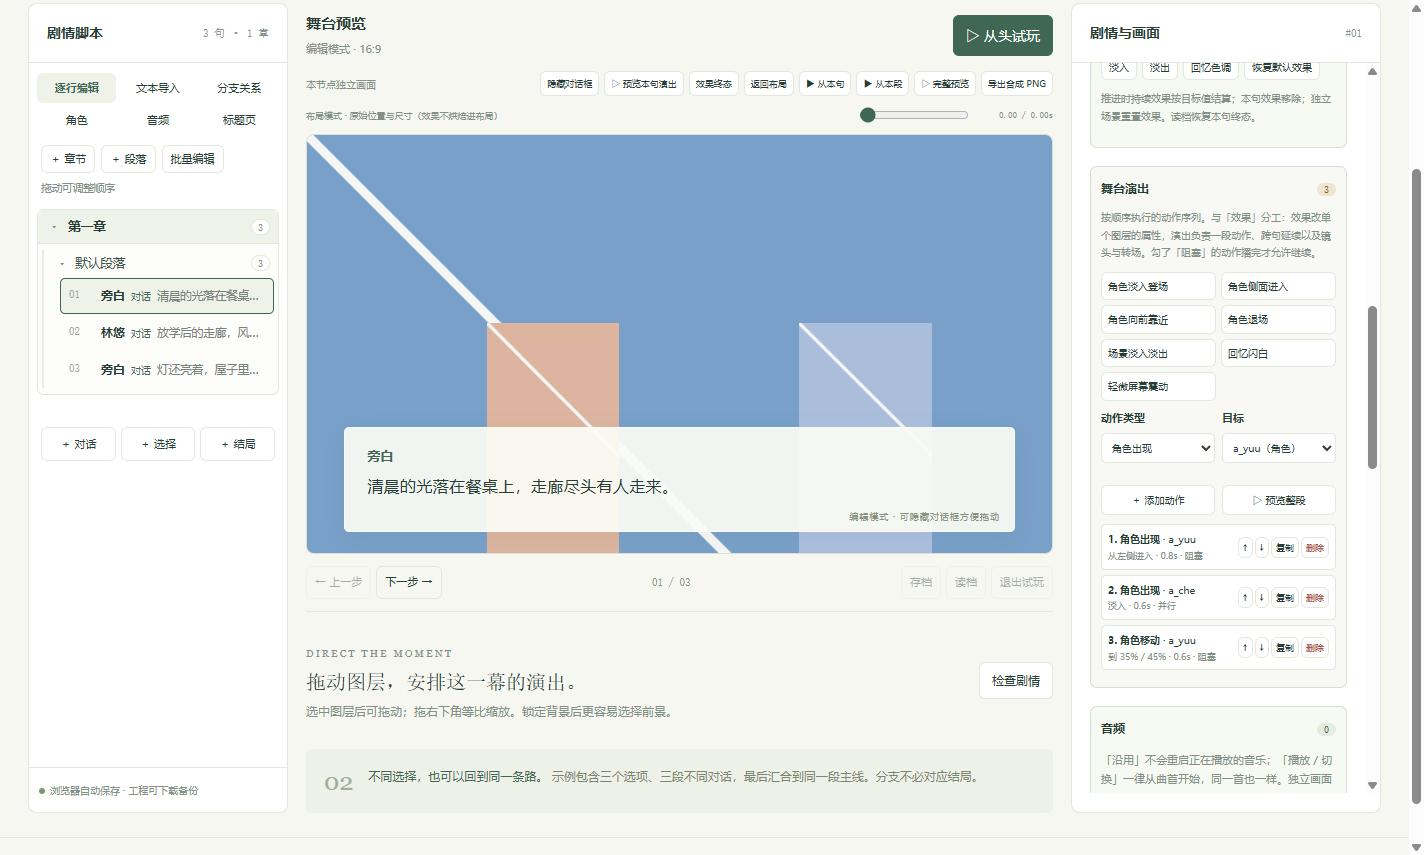 剧情脚本
3 句 · 1 章
逐行编辑 文本导入 分支关系
角色 音频 标题页
+ 章节 + 段落 批量编辑
拖动可调整顺序
第一章 3
默认段落 3
01 旁白 对话 清晨的光落在餐桌…
02 林悠 对话 放学后的走廊，风…
03 旁白 对话 灯还亮着，屋子里…
+ 对话 + 选择 + 结局
浏览器自动保存 · 工程可下载备份
舞台预览
编辑模式 · 16:9
▷ 从头试玩
本节点独立画面
隐藏对话框 ▷ 预览本句演出 效果终态 返回布局 ▶ 从本句 ▶ 从本段 ▷ 完整预览 导出合成 PNG
布局模式 · 原始位置与尺寸（效果不烘焙进布局）
0.00 / 0.00s
旁白
清晨的光落在餐桌上，走廊尽头有人走来。
编辑模式 · 可隐藏对话框方便拖动
← 上一步 下一步 →
01 / 03
存档 读档 退出试玩
DIRECT THE MOMENT
拖动图层，安排这一幕的演出。
选中图层后可拖动；拖右下角等比缩放。锁定背景后更容易选择前景。
检查剧情
02 不同选择，也可以回到同一条路。 示例包含三个选项、三段不同对话，最后汇合到同一段主线。分支不必对应结局。
剧情与画面
#01
淡入 淡出 回忆色调 恢复默认效果
推进时持续效果按目标值结算；本句效果移除；独立
场景重置效果。读档恢复本句终态。
舞台演出 3
按顺序执行的动作序列。与「效果」分工：效果改单
个图层的属性，演出负责一段动作、跨句延续以及镜
头与转场。勾了「阻塞」的动作播完才允许继续。
角色淡入登场 角色侧面进入
角色向前靠近 角色退场
场景淡入淡出 回忆闪白
轻微屏幕震动
动作类型 目标
角色出现 a_yuu（角色）
+ 添加动作 ▷ 预览整段
1. 角色出现 · a_yuu
从左侧进入 · 0.8s · 阻塞
↑ ↓ 复制 删除
2. 角色出现 · a_che
淡入 · 0.6s · 并行
↑ ↓ 复制 删除
3. 角色移动 · a_yuu
到 35% / 45% · 0.6s · 阻塞
↑ ↓ 复制 删除
音频 0
「沿用」不会重启正在播放的音乐；「播放 / 切
换」一律从曲首开始，同一首也一样。独立画面